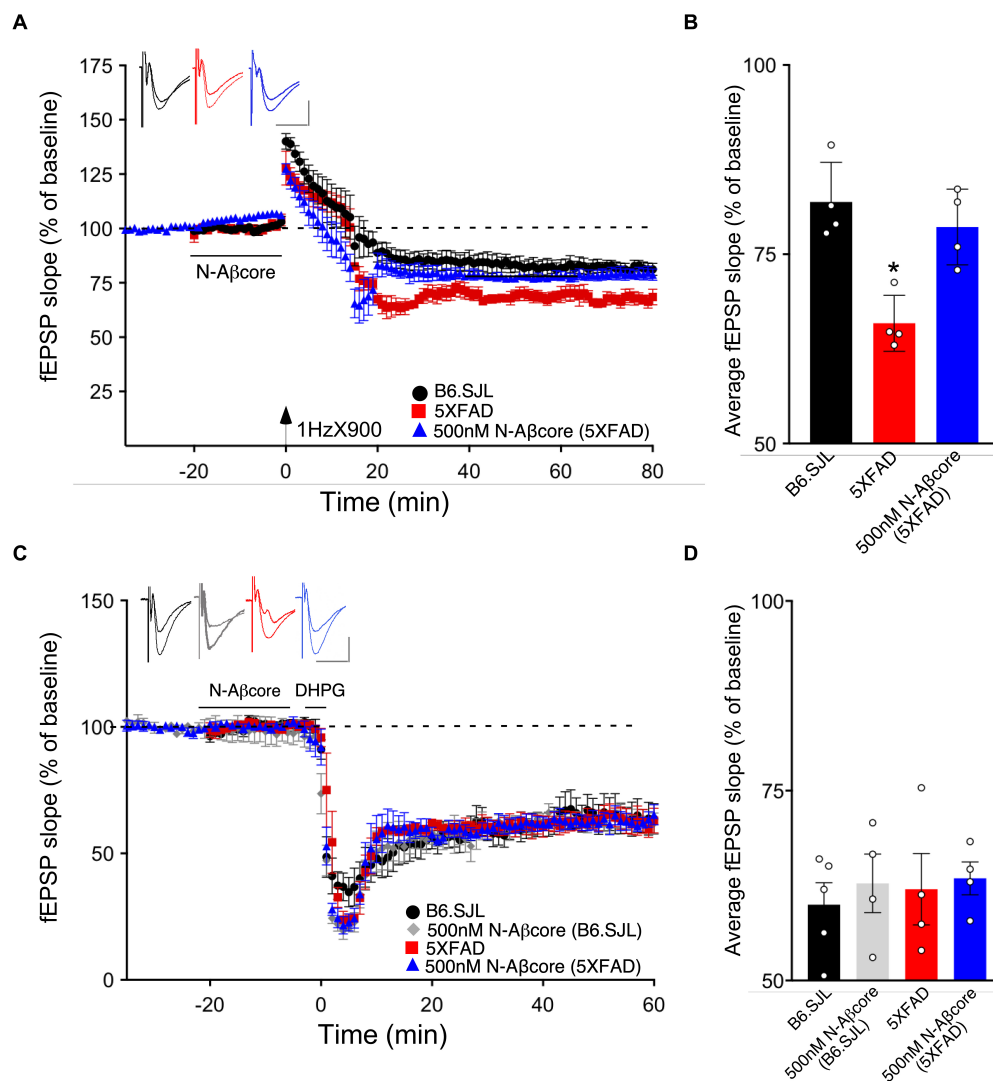 A
fEPSP slope (% of baseline)
175
150
125
100
75
50
25
N-Aβcore
B6.SJL
5XFAD
500nM N-Aβcore (5XFAD)
1HzX900
-20
0
20
40
60
80
Time (min)
B
Average fEPSP slope (% of baseline)
100
75
50
*
B6.SJL
5XFAD
500nM N-Aβcore
(5XFAD)
C
fEPSP slope (% of baseline)
150
100
50
0
N-Aβcore
DHPG
B6.SJL
500nM N-Aβcore (B6.SJL)
5XFAD
500nM N-Aβcore (5XFAD)
-20
0
20
40
60
Time (min)
D
Average fEPSP slope (% of baseline)
100
75
50
B6.SJL
500nM N-Aβcore
(B6.SJL)
5XFAD
500nM N-Aβcore
(5XFAD)